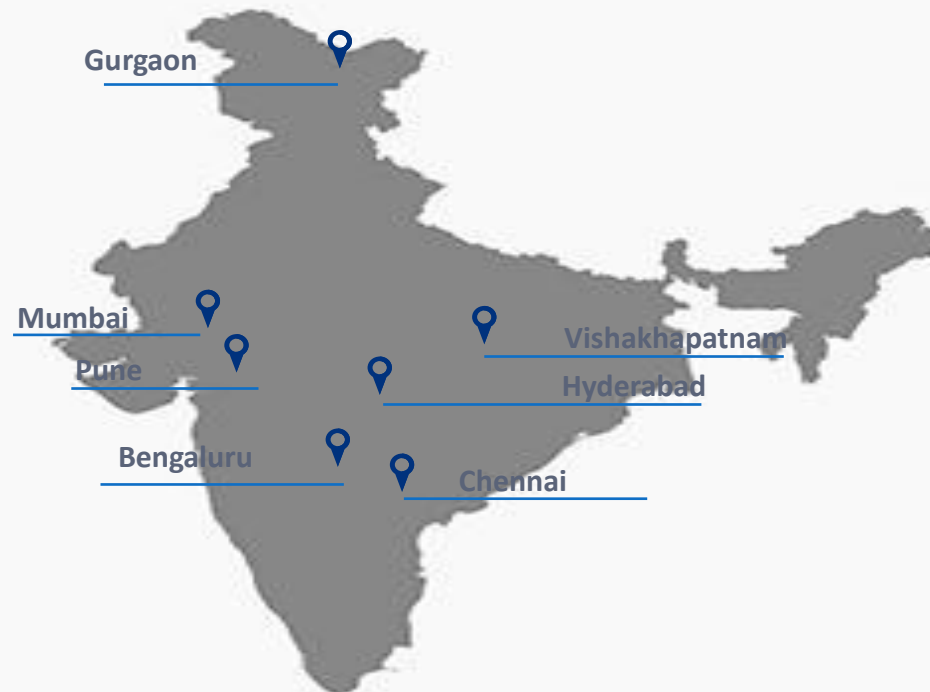 Gurgaon
Mumbai
Vishakhapatnam
Pune
Hyderabad
Bengaluru
Chennai